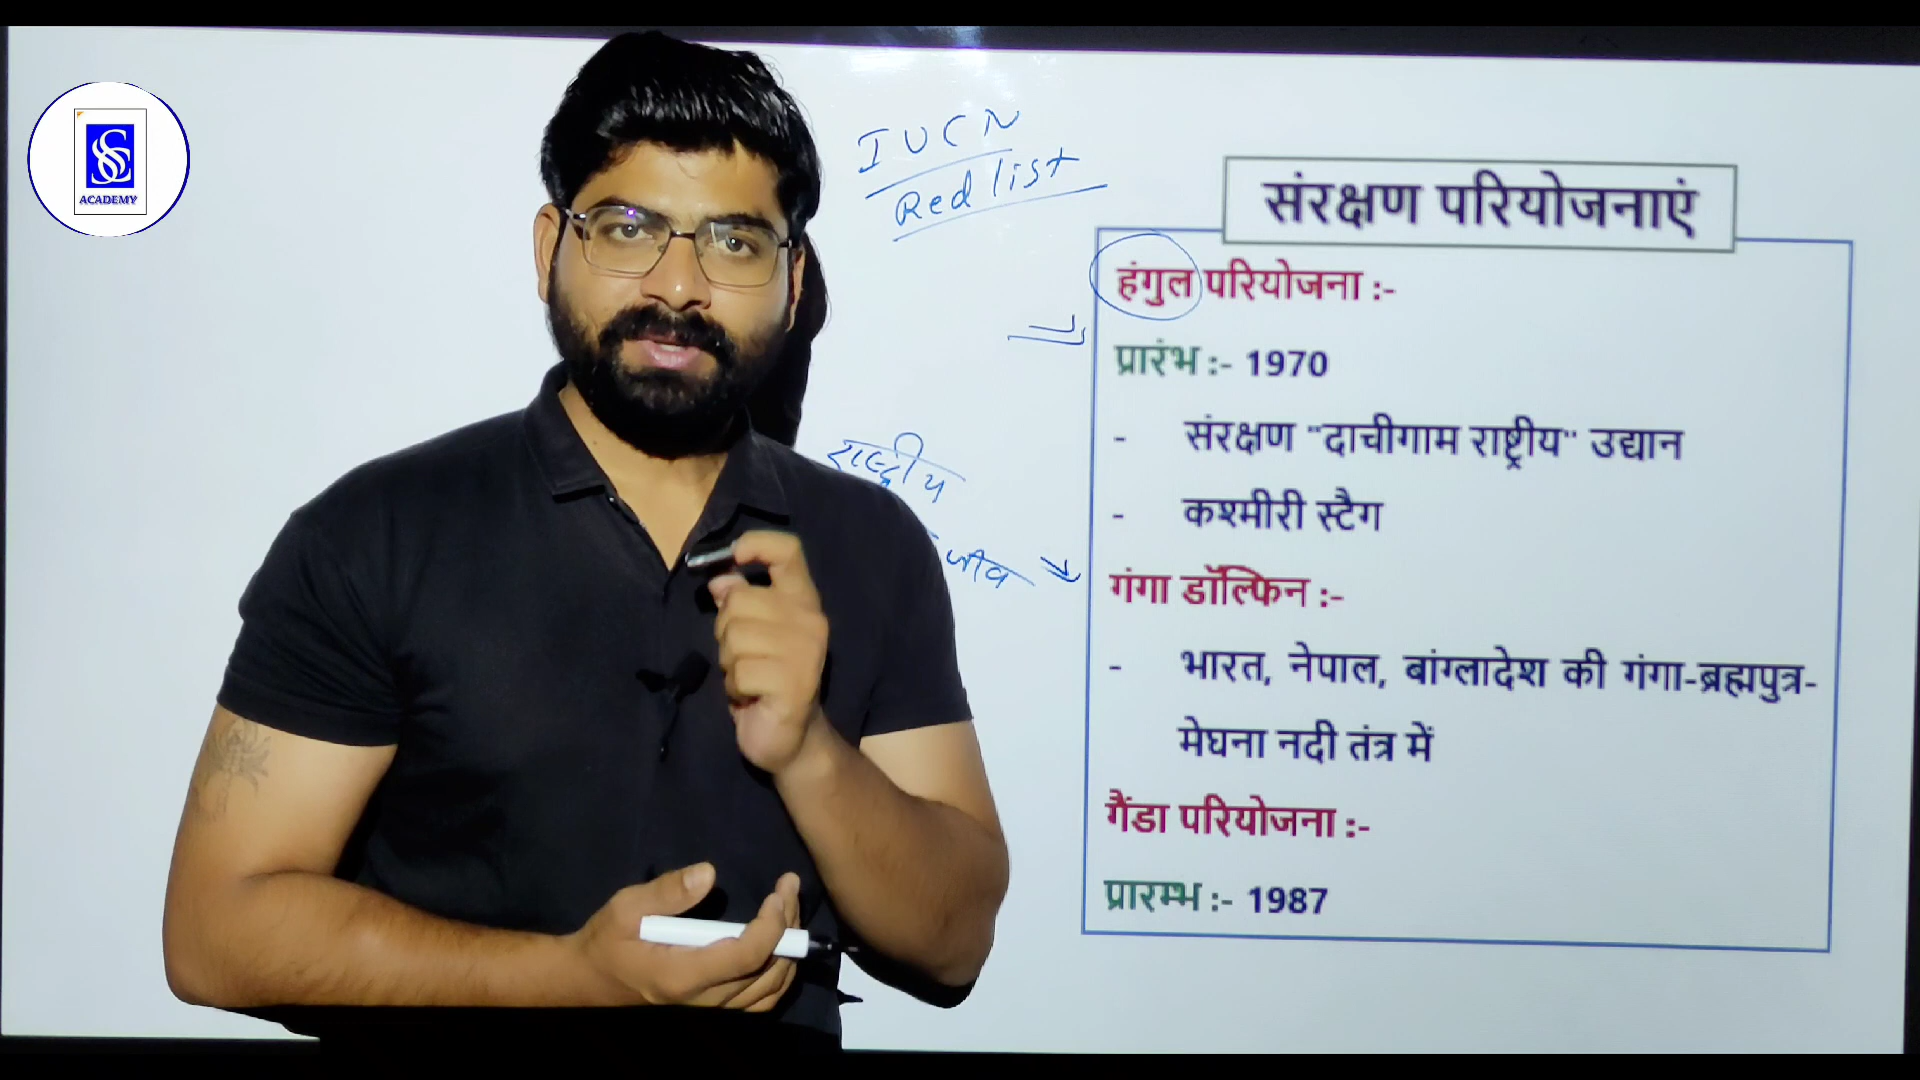 SSC
ACADEMY
IUCN
Red list
संरक्षण परियोजनाएं
हंगुल परियोजना :-
प्रारंभ :- 1970
- संरक्षण "दाचीगाम राष्ट्रीय" उद्यान
- कश्मीरी स्टैग
राष्ट्रीय
जीव
गंगा डॉल्फिन :-
- भारत, नेपाल, बांग्लादेश की गंगा-ब्रह्मपुत्र-
मेघना नदी तंत्र में
गैंडा परियोजना :-
प्रारम्भ :- 1987